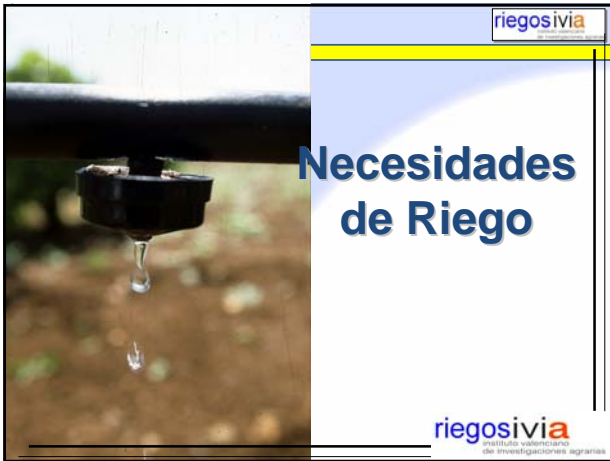 riegosivia
instituto valenciano
de investigaciones agrarias
Necesidades
de Riego
riegosivia
instituto valenciano
de investigaciones agrarias